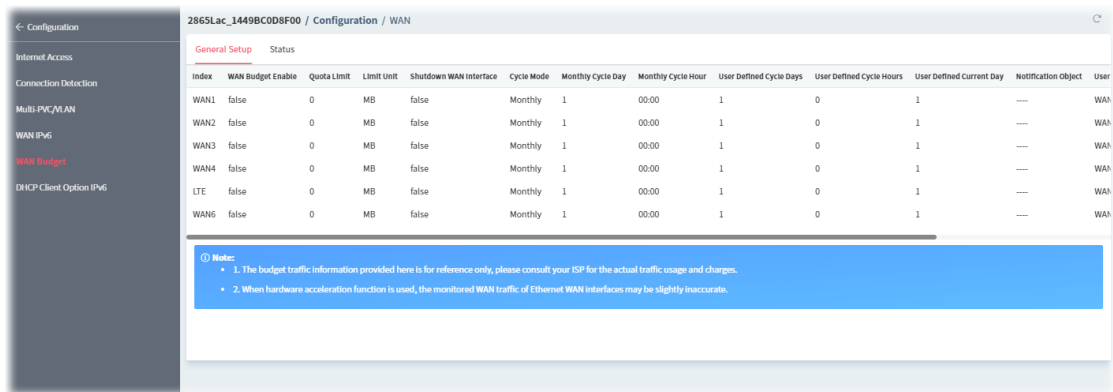 ← Configuration
Internet Access
Connection Detection
Multi-PVC/VLAN
WAN IPv6
WAN Budget
DHCP Client Option IPv6
2865Lac_1449BC0D8F00 / Configuration / WAN
General Setup Status
Index WAN Budget Enable Quota Limit Limit Unit Shutdown WAN Interface Cycle Mode Monthly Cycle Day Monthly Cycle Hour User Defined Cycle Days User Defined Cycle Hours User Defined Current Day Notification Object User
WAN1 false 0 MB false Monthly 1 00:00 1 0 1 ---- WAN
WAN2 false 0 MB false Monthly 1 00:00 1 0 1 ---- WAN
WAN3 false 0 MB false Monthly 1 00:00 1 0 1 ---- WAN
WAN4 false 0 MB false Monthly 1 00:00 1 0 1 ---- WAN
LTE false 0 MB false Monthly 1 00:00 1 0 1 ---- WAN
WAN6 false 0 MB false Monthly 1 00:00 1 0 1 ---- WAN
Note:
• 1. The budget traffic information provided here is for reference only, please consult your ISP for the actual traffic usage and charges.
• 2. When hardware acceleration function is used, the monitored WAN traffic of Ethernet WAN interfaces may be slightly inaccurate.